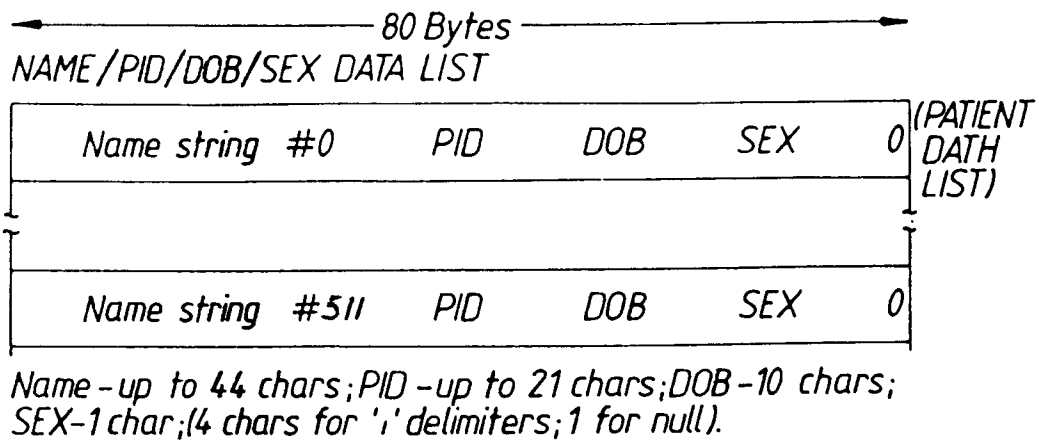 80 Bytes
NAME/PID/DOB/SEX DATA LIST
Name string #0 PID DOB SEX 0
(PATIENT
DATH
LIST)
Name string #511 PID DOB SEX 0
Name-up to 44 chars; PID-up to 21 chars; DOB-10 chars;
SEX-1 char; (4 chars for ',' delimiters; 1 for null).